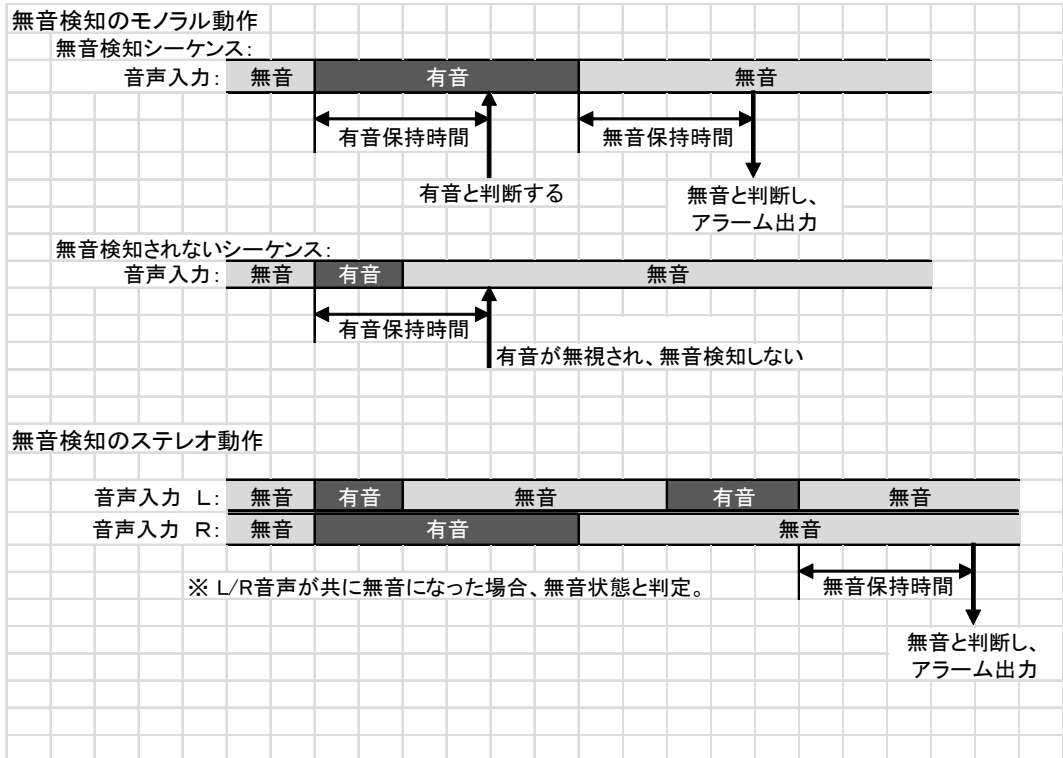 無音検知のモノラル動作
無音検知シーケンス:
音声入力: 無音 有音 無音
有音保持時間 無音保持時間
有音と判断する
無音と判断し、
アラーム出力
無音検知されないシーケンス:
音声入力: 無音 有音 無音
有音保持時間
有音が無視され、無音検知しない
無音検知のステレオ動作
音声入力 L: 無音 有音 無音 有音 無音
音声入力 R: 無音 有音 無音
※ L/R音声が共に無音になった場合、無音状態と判定。 無音保持時間
無音と判断し、
アラーム出力